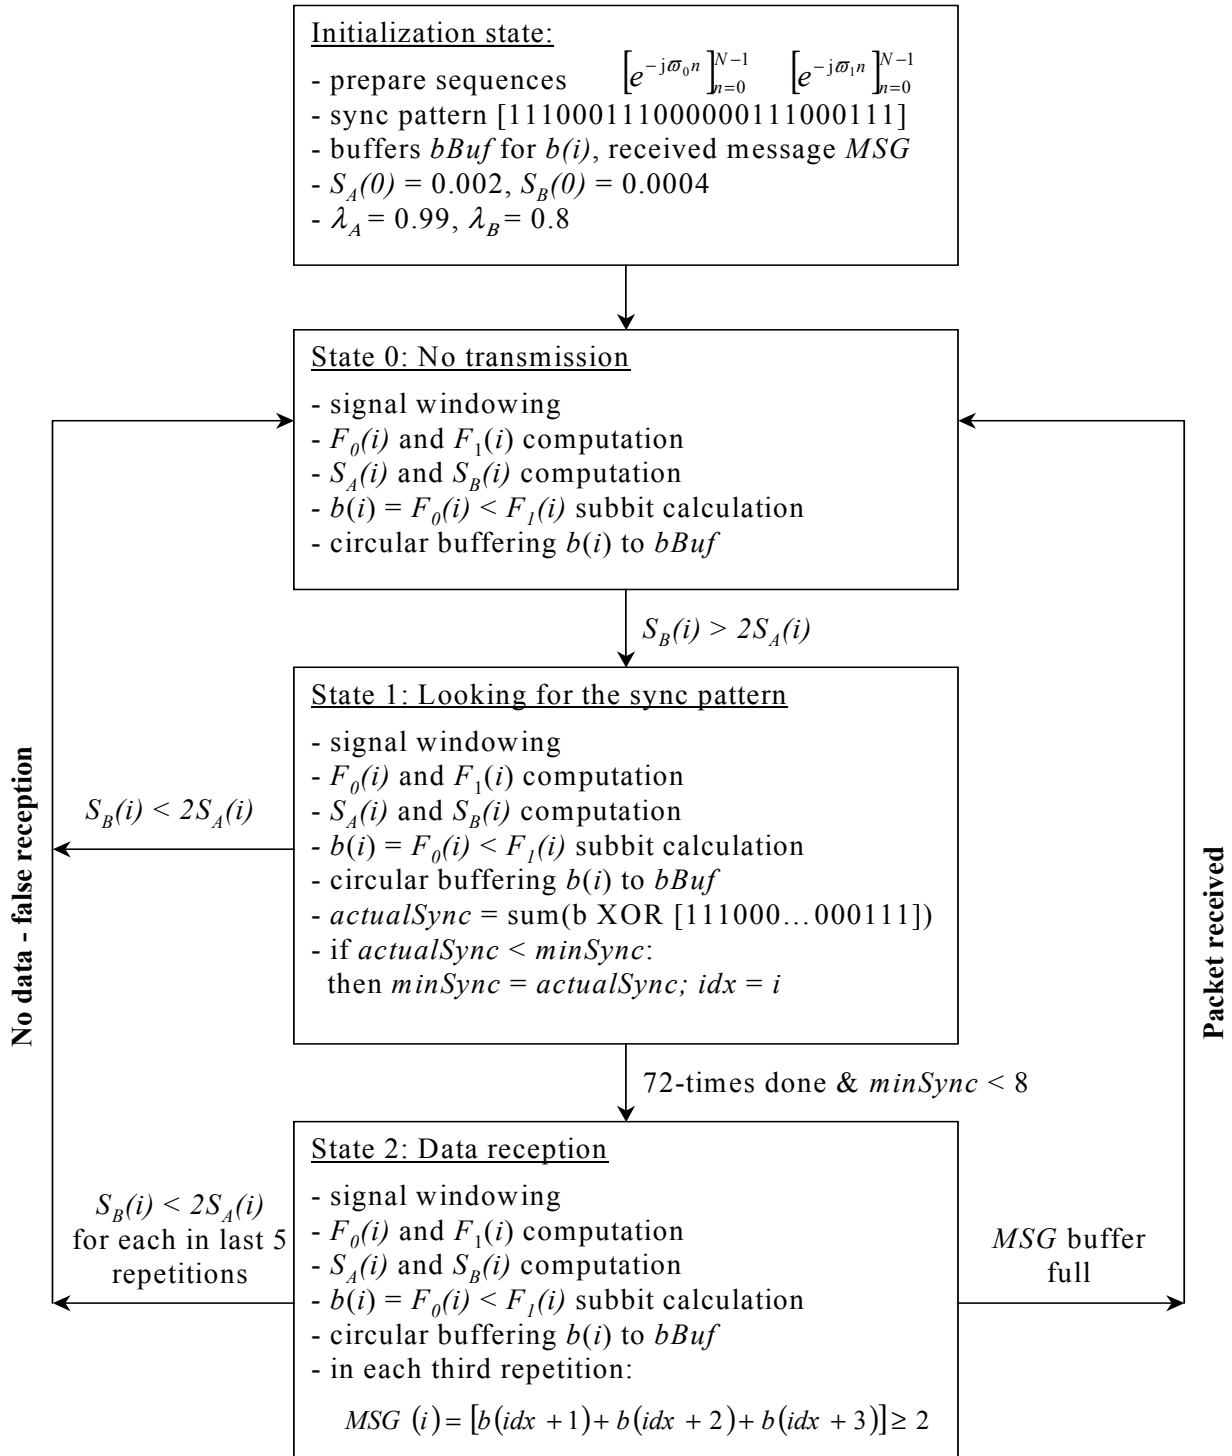 Initialization state:
- prepare sequences [e^{-jϖ_0 n}]_{n=0}^{N-1} [e^{-jϖ_1 n}]_{n=0}^{N-1}
- sync pattern [111000111000000111000111]
- buffers bBuf for b(i), received message MSG
- S_A(0) = 0.002, S_B(0) = 0.0004
- λ_A = 0.99, λ_B = 0.8
State 0: No transmission
- signal windowing
- F_0(i) and F_1(i) computation
- S_A(i) and S_B(i) computation
- b(i) = F_0(i) < F_1(i) subbit calculation
- circular buffering b(i) to bBuf
S_B(i) > 2S_A(i)
State 1: Looking for the sync pattern
- signal windowing
- F_0(i) and F_1(i) computation
- S_A(i) and S_B(i) computation
- b(i) = F_0(i) < F_1(i) subbit calculation
- circular buffering b(i) to bBuf
- actualSync = sum(b XOR [111000…000111])
- if actualSync < minSync:
then minSync = actualSync; idx = i
S_B(i) < 2S_A(i)
No data - false reception
Packet received
72-times done & minSync < 8
State 2: Data reception
- signal windowing
- F_0(i) and F_1(i) computation
- S_A(i) and S_B(i) computation
- b(i) = F_0(i) < F_1(i) subbit calculation
- circular buffering b(i) to bBuf
- in each third repetition:
MSG (i) = [b(idx + 1) + b(idx + 2) + b(idx + 3)] ≥ 2
S_B(i) < 2S_A(i)
for each in last 5
repetitions
MSG buffer
full